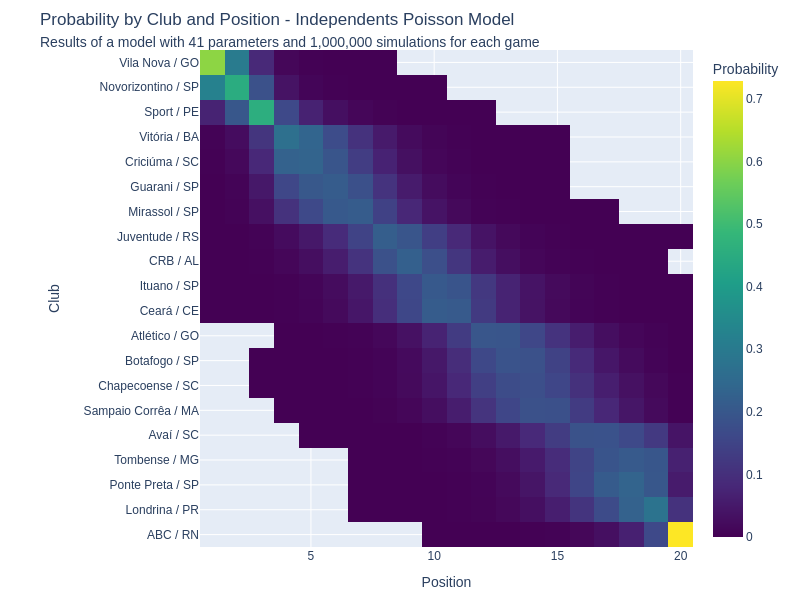 Probability by Club and Position - Independents Poisson Model
Results of a model with 41 parameters and 1,000,000 simulations for each game
Probability
Vila Nova / GO
Novorizontino / SP
Sport / PE
Vitória / BA
Criciúma / SC
Guarani / SP
Mirassol / SP
Juventude / RS
CRB / AL
Ituano / SP
Ceará / CE
Atlético / GO
Botafogo / SP
Chapecoense / SC
Sampaio Corrêa / MA
Avaí / SC
Tombense / MG
Ponte Preta / SP
Londrina / PR
ABC / RN
Club
0.7
0.6
0.5
0.4
0.3
0.2
0.1
0
5
10
15
20
Position